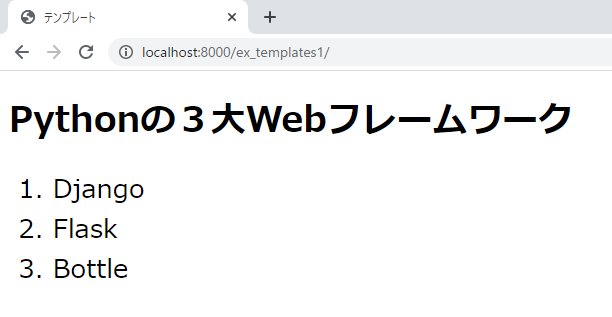 テンプレート
localhost:8000/ex_templates1/
Pythonの３大Webフレームワーク
1. Django
2. Flask
3. Bottle